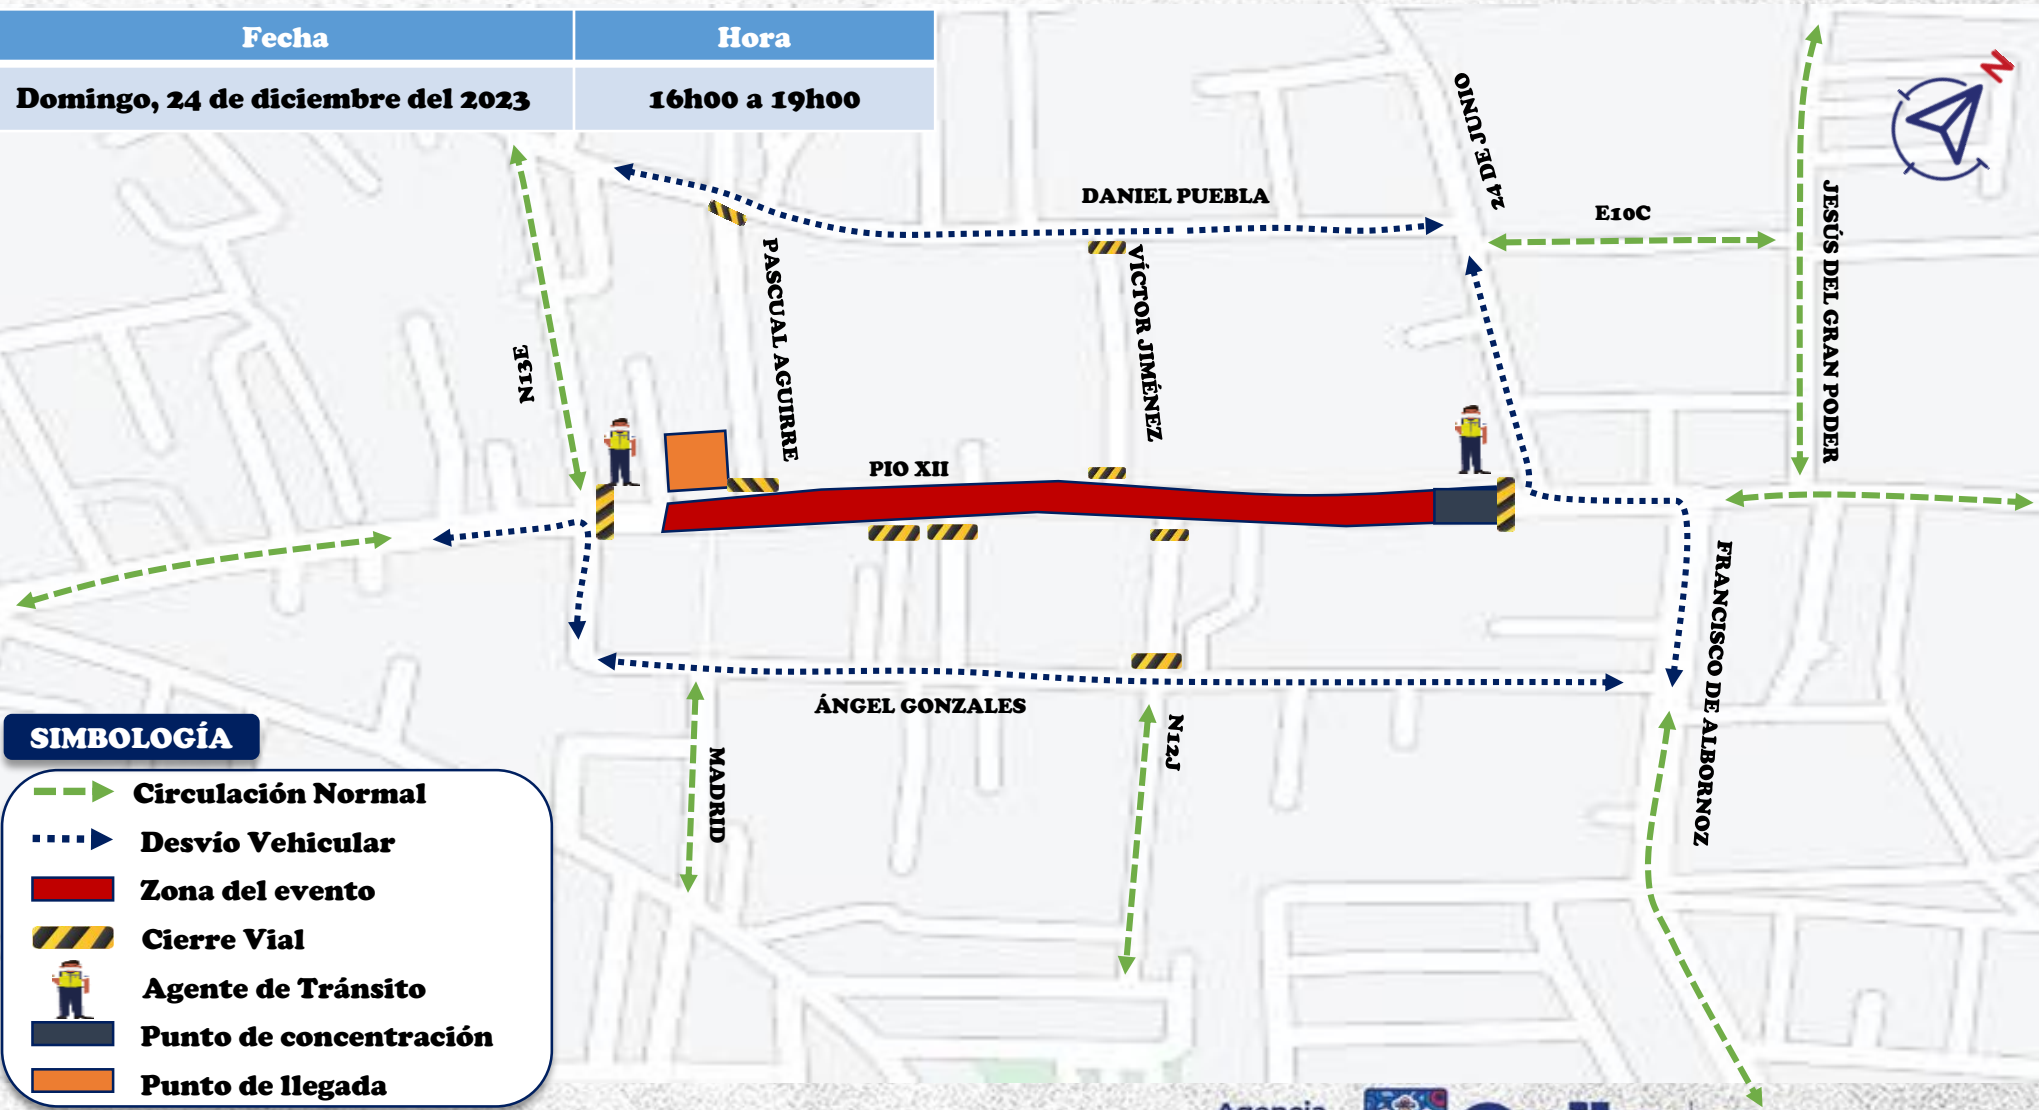 Fecha
Hora
Domingo, 24 de diciembre del 2023
16h00 a 19h00
N
24 DE JUNIO
DANIEL PUEBLA
E10C
JESÚS DEL GRAN PODER
PASCUAL AGUIRRE
VÍCTOR JIMÉNEZ
N13E
PIO XII
FRANCISCO DE ALBORNOZ
ÁNGEL GONZALES
MADRID
N12J
SIMBOLOGÍA
Circulación Normal
Desvío Vehicular
Zona del evento
Cierre Vial
Agente de Tránsito
Punto de concentración
Punto de llegada
Agencia